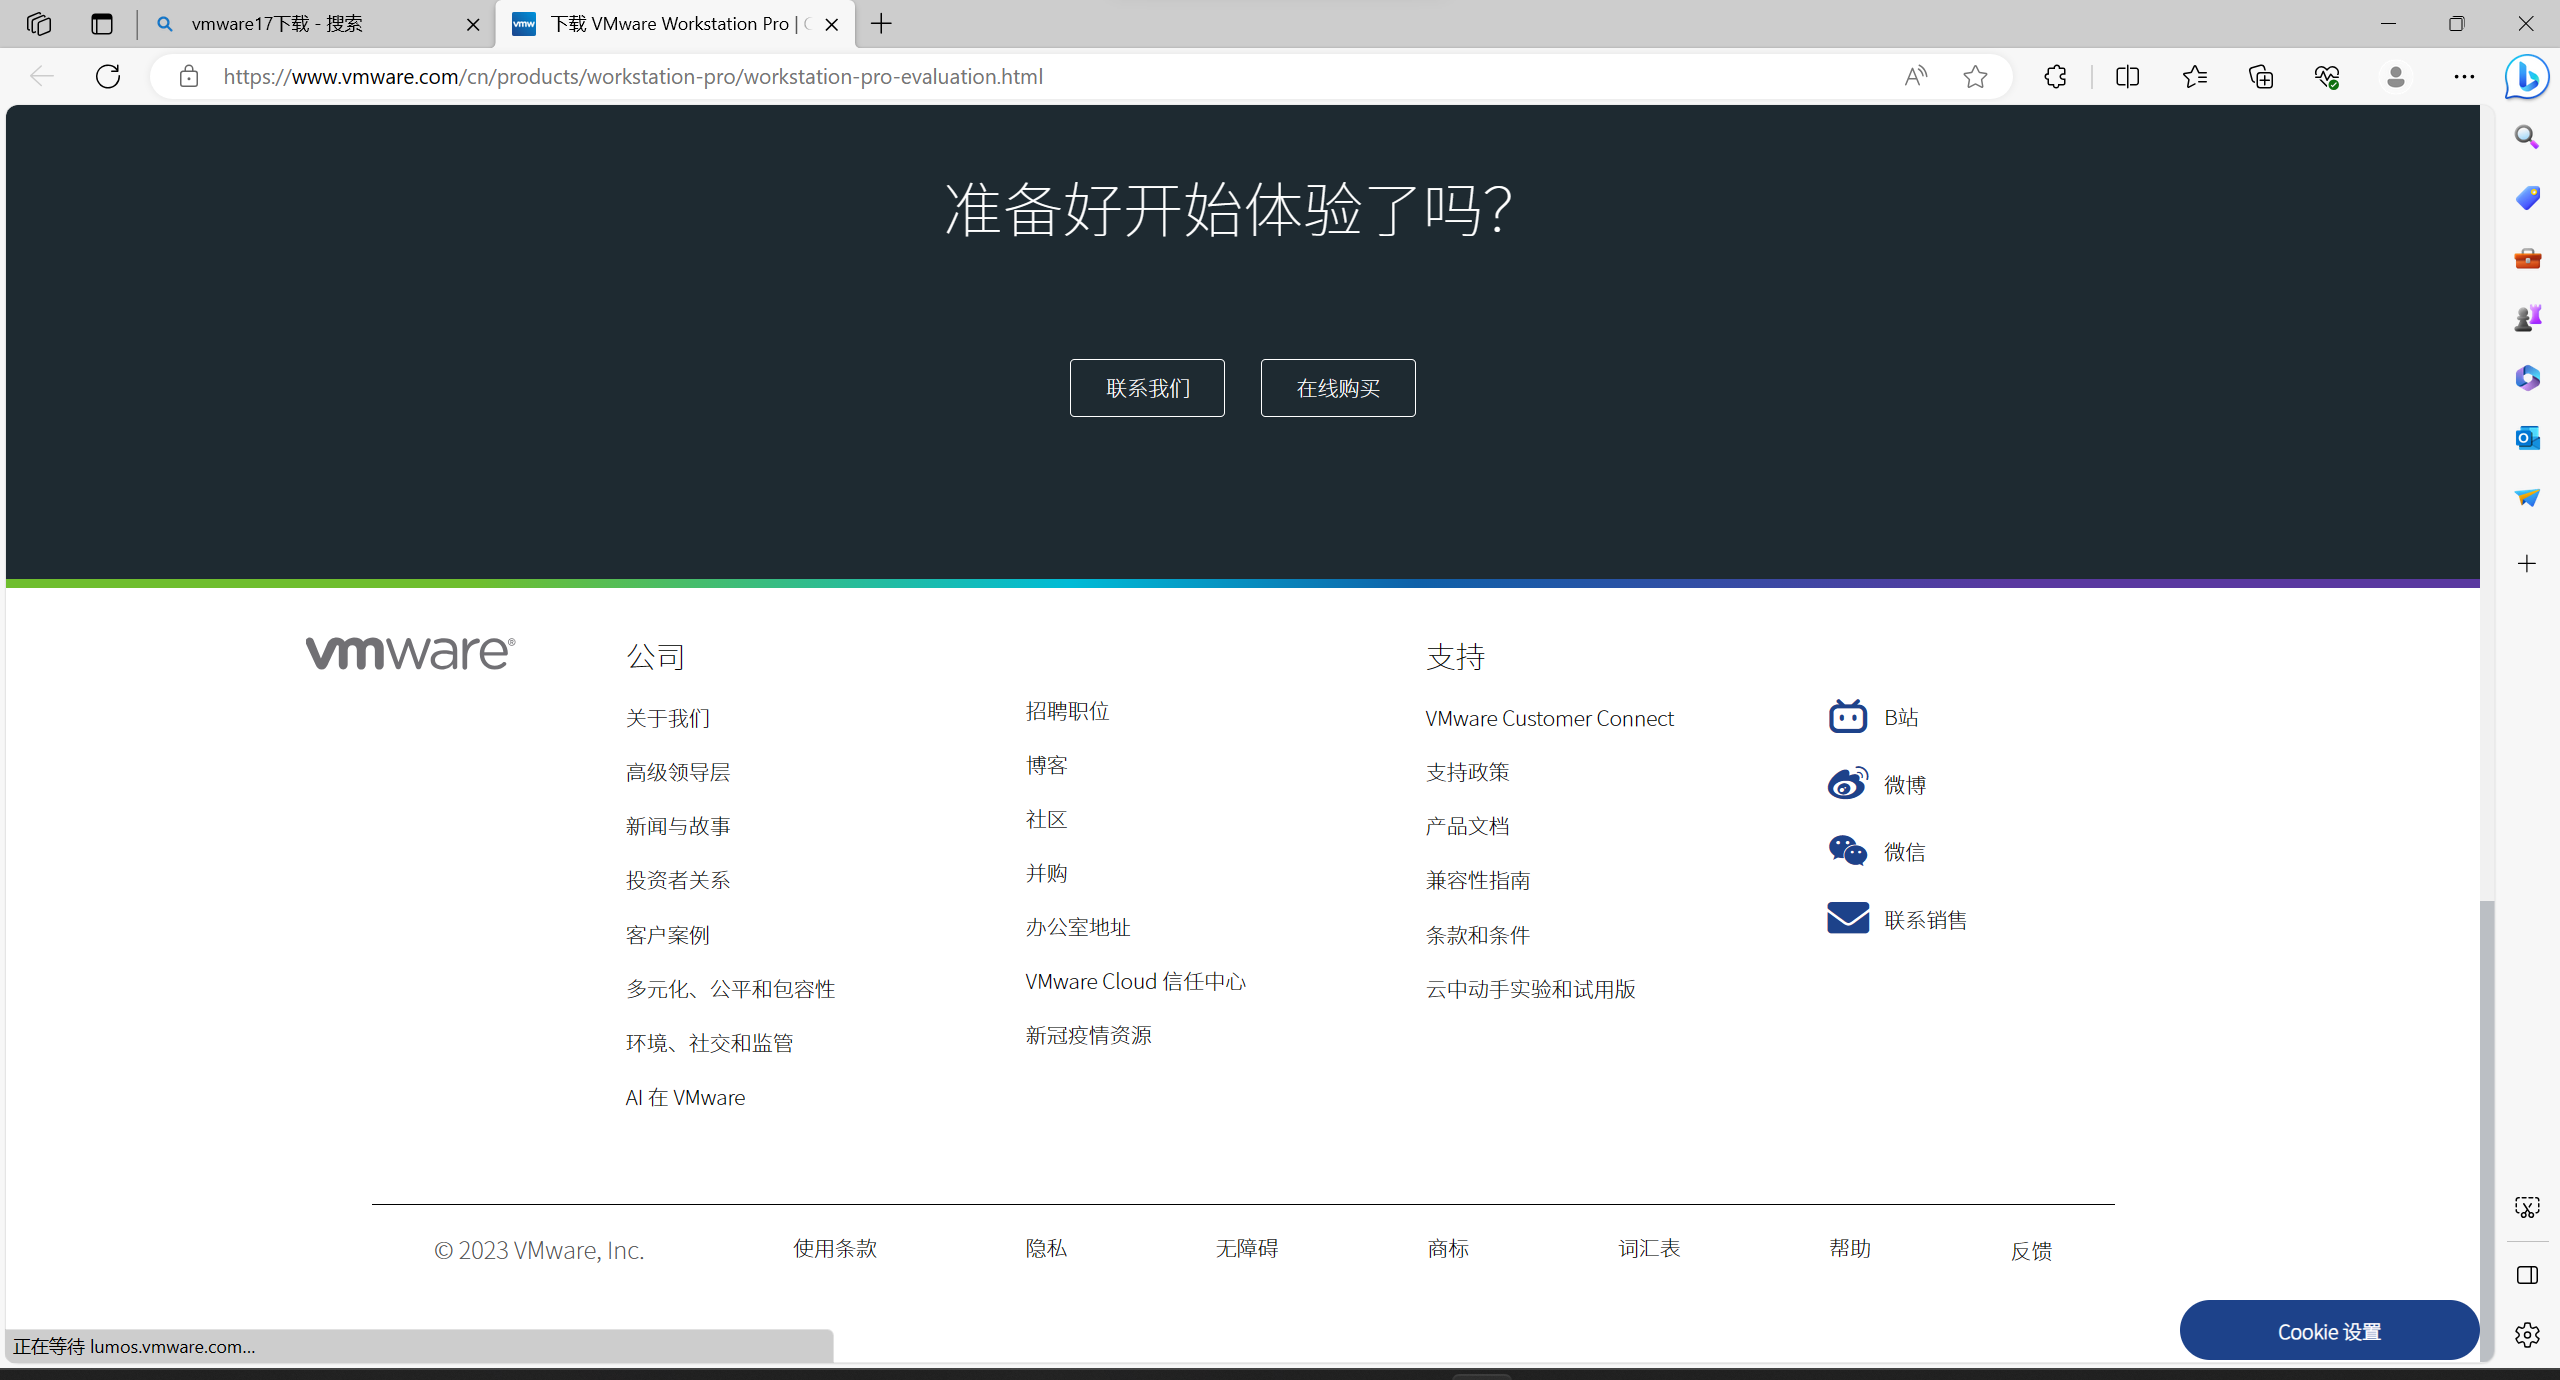 vmware17下载 - 搜索
下载 VMware Workstation Pro |
https://www.vmware.com/cn/products/workstation-pro/workstation-pro-evaluation.html
准备好开始体验了吗?
联系我们
在线购买
vmware®
公司
关于我们
高级领导层
新闻与故事
投资者关系
客户案例
多元化、公平和包容性
环境、社交和监管
AI 在 VMware
招聘职位
博客
社区
并购
办公室地址
VMware Cloud 信任中心
新冠疫情资源
支持
VMware Customer Connect
支持政策
产品文档
兼容性指南
条款和条件
云中动手实验和试用版
B站
微博
微信
联系销售
© 2023 VMware, Inc.
使用条款
隐私
无障碍
商标
词汇表
帮助
反馈
Cookie 设置
正在等待 lumos.vmware.com...